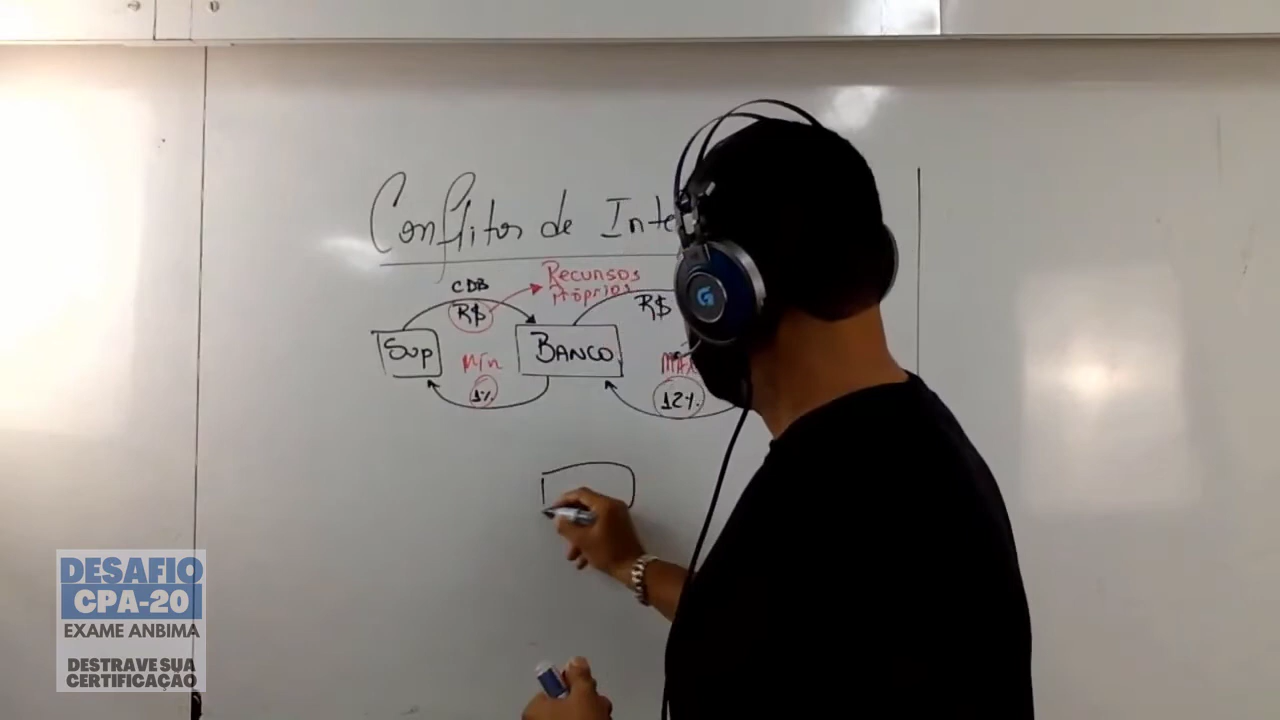 Conflitos de Inte
CDB
Recursos
Próprios
R$
R$
Sup
Mín
BANCO
MÁX
1%
12%
DESAFIO
CPA-20
EXAME ANBIMA
DESTRAVE SUA
CERTIFICAÇÃO
G